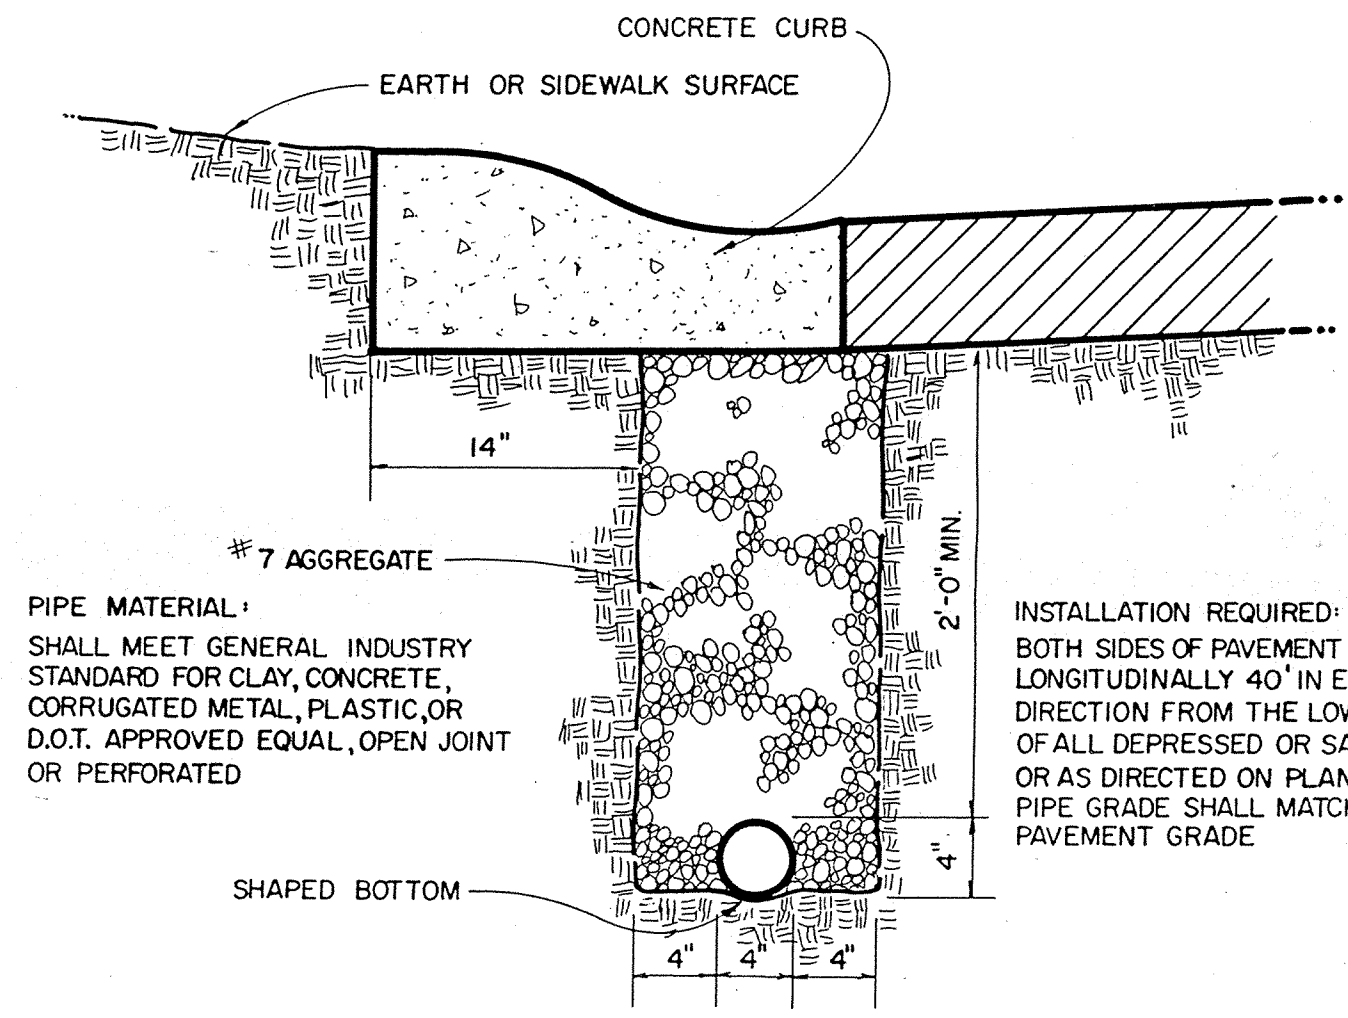 CONCRETE CURB
EARTH OR SIDEWALK SURFACE
14"
#7 AGGREGATE
2'-0" MIN.
PIPE MATERIAL:
SHALL MEET GENERAL INDUSTRY
STANDARD FOR CLAY, CONCRETE,
CORRUGATED METAL, PLASTIC, OR
D.O.T. APPROVED EQUAL, OPEN JOINT
OR PERFORATED
INSTALLATION REQUIRED:
BOTH SIDES OF PAVEMENT
LONGITUDINALLY 40' IN
DIRECTION FROM THE
OF ALL DEPRESSED OR
OR AS DIRECTED ON
PIPE GRADE SHALL
PAVEMENT GRADE
4"
SHAPED BOTTOM
4" 4" 4"